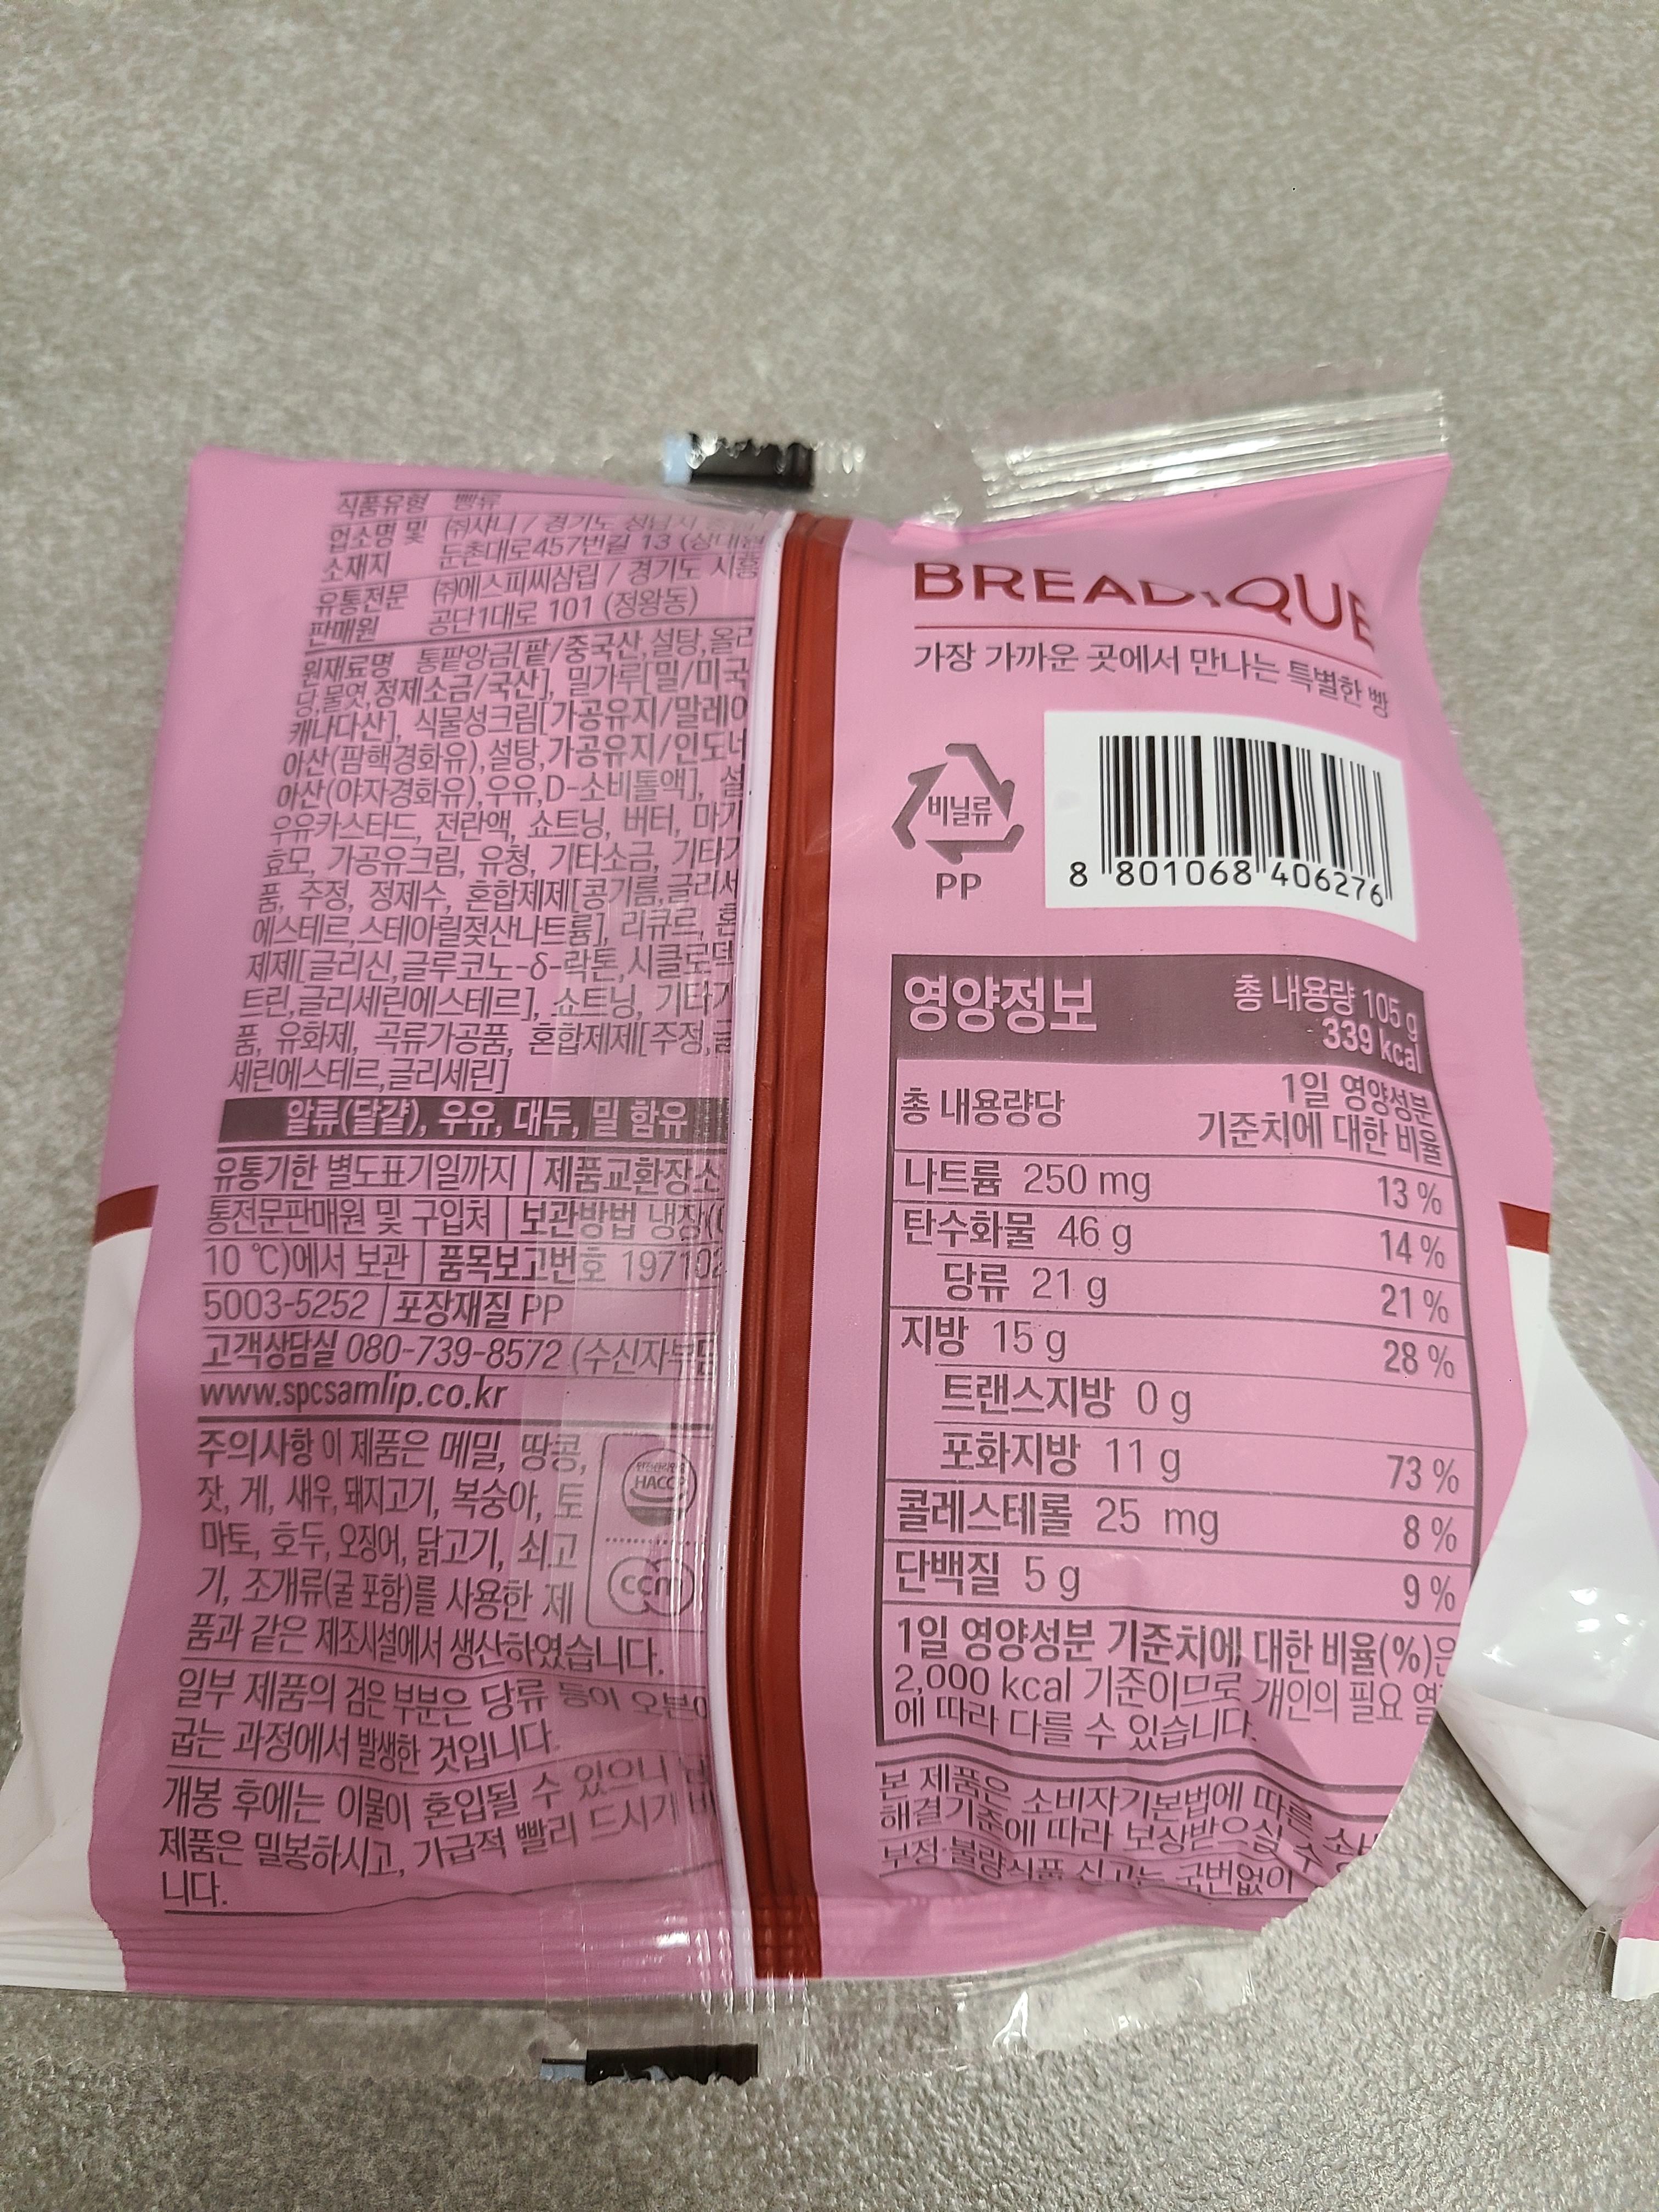 식품유형 빵류
업소명 및 ㈜샤니 / 경기도 성남시
소재지 둔촌대로457번길 13
유통전문 ㈜에스피씨삼립 / 경기도 시흥
판매원 공단1대로 101 (정왕동)
원재료명 통팥앙금[팥/중국산,설탕,올리
당,물엿,정제소금/국산], 밀가루[밀/미국
캐나다산], 식물성크림[가공유지/말레이
아산(팜핵경화유),설탕,가공유지/인도네
아산(야자경화유),우유,D-소비톨액], 설
우유카스타드, 전란액, 쇼트닝, 버터, 마가
효모, 가공유크림, 유청, 기타소금, 기타가
품, 주정, 정제수, 혼합제제[콩기름,글리세
에스테르,스테아릴젖산나트륨], 리큐르, 혼
제제[글리신,글루코노-δ-락톤,시클로덱
트린,글리세린에스테르], 쇼트닝, 기타가
품, 유화제, 곡류가공품, 혼합제제[주정,글
세린에스테르,글리세린]
알류(달걀), 우유, 대두, 밀 함유
유통기한 별도표기일까지 | 제품교환장소
통전문판매원 및 구입처 | 보관방법 냉장(
10 ℃)에서 보관 | 품목보고번호 197102
5003-5252 | 포장재질 PP
고객상담실 080-739-8572 (수신자부담
www.spcsamlip.co.kr
주의사항 이 제품은 메밀, 땅콩,
잣, 게, 새우, 돼지고기, 복숭아, 토
마토, 호두, 오징어, 닭고기, 쇠고
기, 조개류(굴 포함)를 사용한 제
품과 같은 제조시설에서 생산하였습니다.
안전관리인증
HACCP
ccm
일부 제품의 검은 부분은 당류 등이 오븐에
굽는 과정에서 발생한 것입니다.
개봉 후에는 이물이 혼입될 수 있으니
제품은 밀봉하시고, 가급적 빨리 드시기 바
니다.
BREADIQUE
가장 가까운 곳에서 만나는 특별한 빵
비닐류
PP
8 801068 406276
영양정보
총 내용량 105 g
339 kcal
총 내용량당
1일 영양성분
기준치에 대한 비율
나트륨 250 mg 13 %
탄수화물 46 g 14 %
당류 21 g 21 %
지방 15 g 28 %
트랜스지방 0 g
포화지방 11 g 73 %
콜레스테롤 25 mg 8 %
단백질 5 g 9 %
1일 영양성분 기준치에 대한 비율(%)은
2,000 kcal 기준이므로 개인의 필요 열
에 따라 다를 수 있습니다.
본 제품은 소비자기본법에 따른 소비
해결기준에 따라 보상받으실 수
부정·불량식품 신고는 국번없이